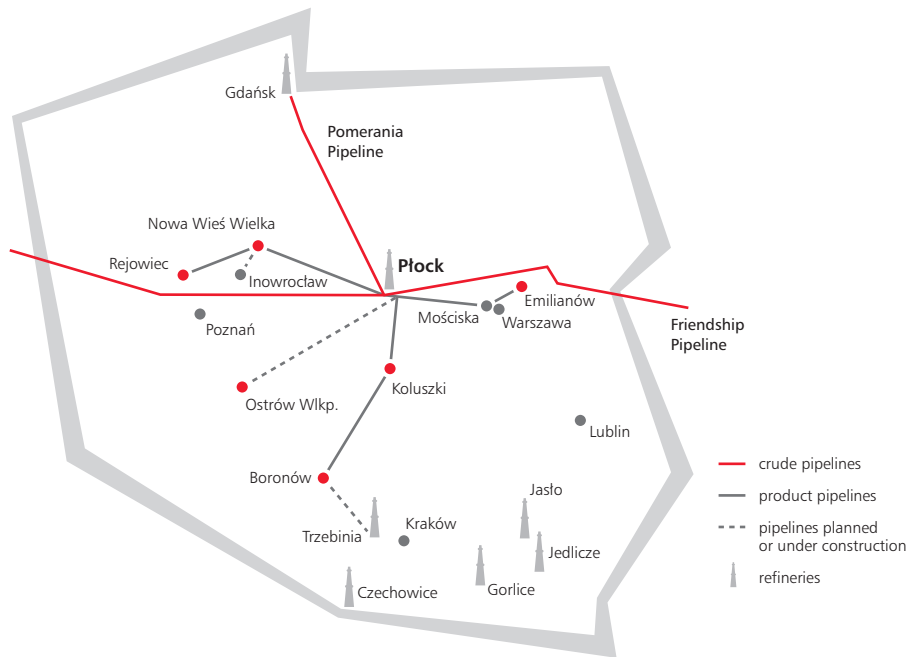 Gdańsk
Pomerania
Pipeline
Nowa Wieś Wielka
Rejowiec
Inowrocław
Płock
Emilianów
Mościska
Warszawa
Poznań
Friendship
Pipeline
Koluszki
Ostrów Wlkp.
Lublin
Boronów
Jasło
Trzebinia
Kraków
Jedlicze
Czechowice
Gorlice
crude pipelines
product pipelines
pipelines planned
or under construction
refineries